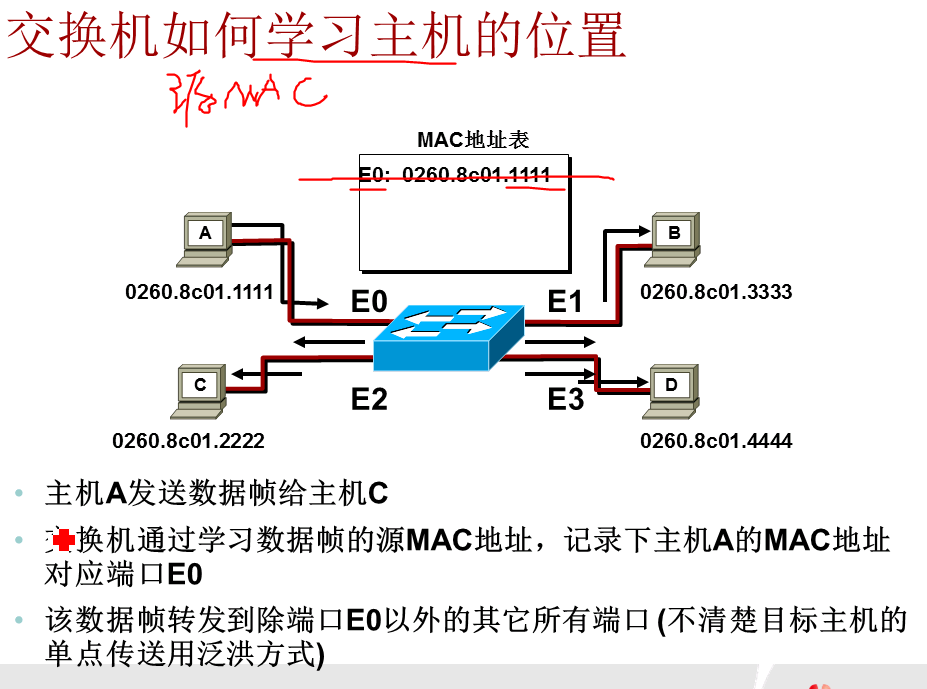 交换机如何学习主机的位置
MAC
MAC地址表
E0: 0260.8c01.1111
A
B
0260.8c01.1111
E0
E1
0260.8c01.3333
C
D
E2
E3
0260.8c01.2222
0260.8c01.4444
• 主机A发送数据帧给主机C
• 交换机通过学习数据帧的源MAC地址，记录下主机A的MAC地址
对应端口E0
• 该数据帧转发到除端口E0以外的其它所有端口 (不清楚目标主机的
单点传送用泛洪方式)